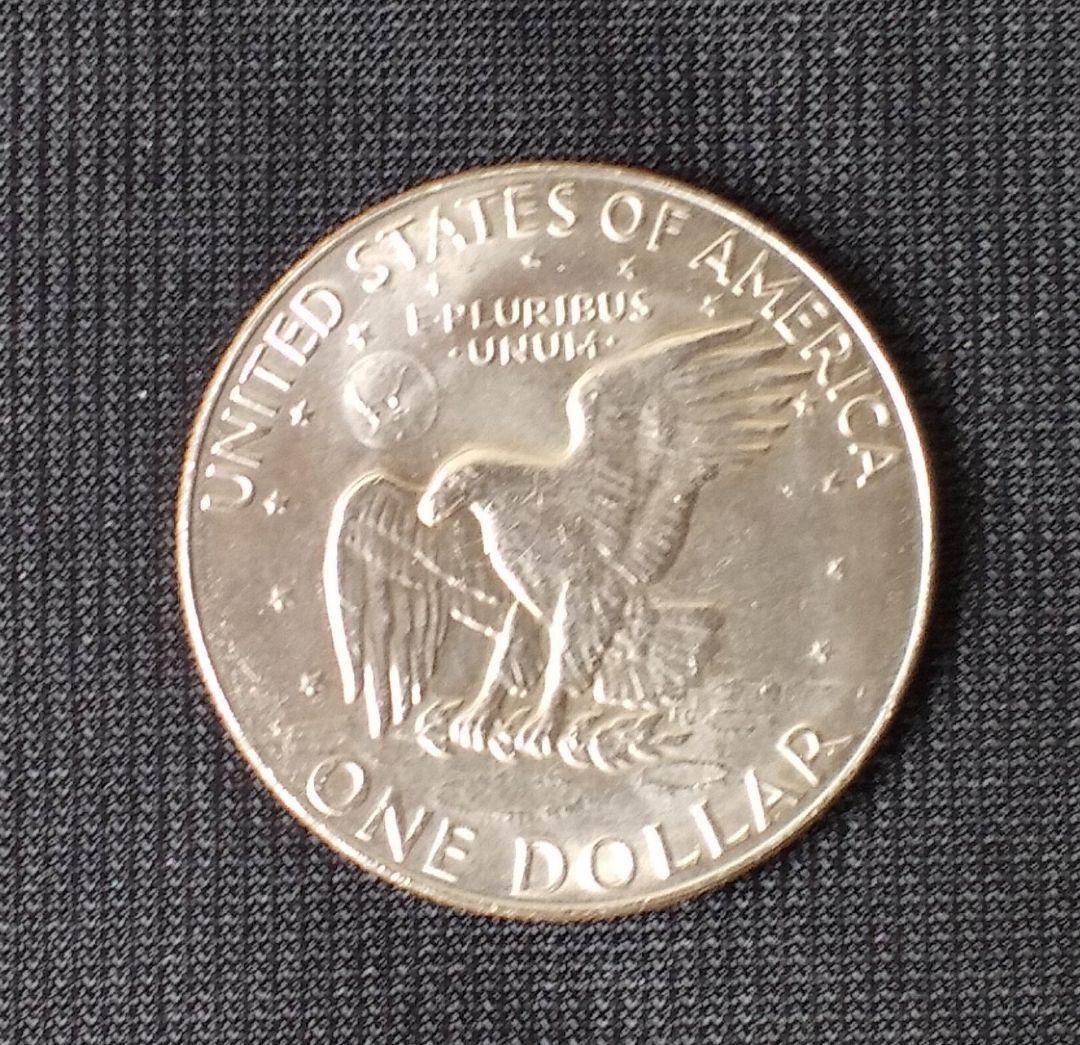 UNITED STATES OF AMERICA
E·PLURIBUS
·UNUM·
ONE DOLLAR